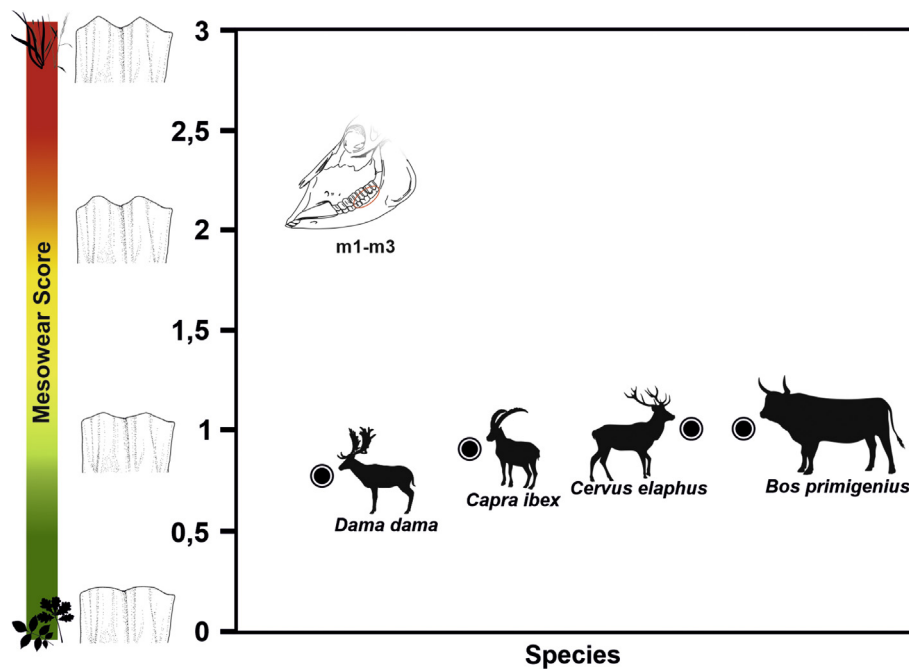 Mesowear Score
3
2,5
2
1,5
1
0,5
0
m1-m3
Dama dama
Capra ibex
Cervus elaphus
Bos primigenius
Species